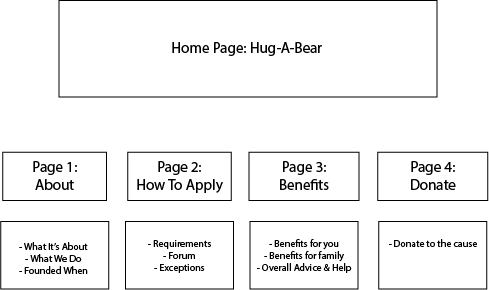 Home Page: Hug-A-Bear
Page 1:
About
Page 2:
How To Apply
Page 3:
Benefits
Page 4:
Donate
- What It's About
- What We Do
- Founded When
- Requirements
- Forum
- Exceptions
- Benefits for you
- Benefits for family
- Overall Advice & Help
- Donate to the cause